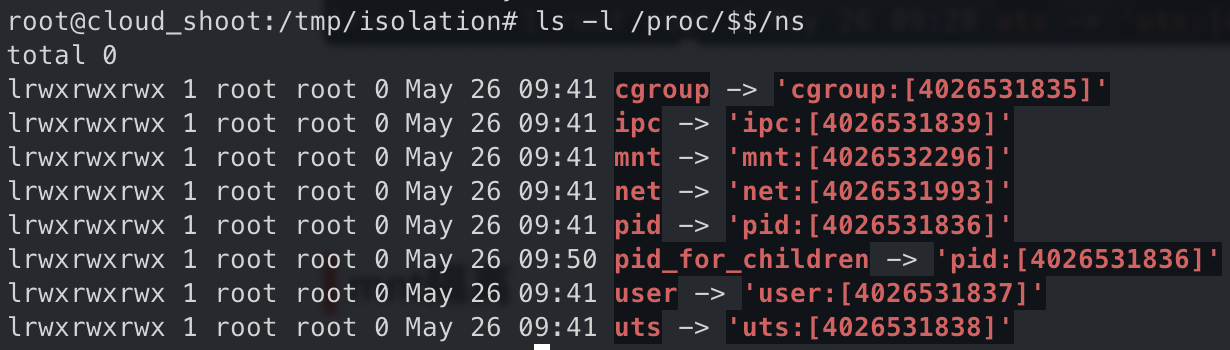 root@cloud_shoot:/tmp/isolation# ls -l /proc/$$/ns
total 0
lrwxrwxrwx 1 root root 0 May 26 09:41 cgroup -> 'cgroup:[4026531835]'
lrwxrwxrwx 1 root root 0 May 26 09:41 ipc -> 'ipc:[4026531839]'
lrwxrwxrwx 1 root root 0 May 26 09:41 mnt -> 'mnt:[4026532296]'
lrwxrwxrwx 1 root root 0 May 26 09:41 net -> 'net:[4026531993]'
lrwxrwxrwx 1 root root 0 May 26 09:41 pid -> 'pid:[4026531836]'
lrwxrwxrwx 1 root root 0 May 26 09:50 pid_for_children -> 'pid:[4026531836]'
lrwxrwxrwx 1 root root 0 May 26 09:41 user -> 'user:[4026531837]'
lrwxrwxrwx 1 root root 0 May 26 09:41 uts -> 'uts:[4026531838]'